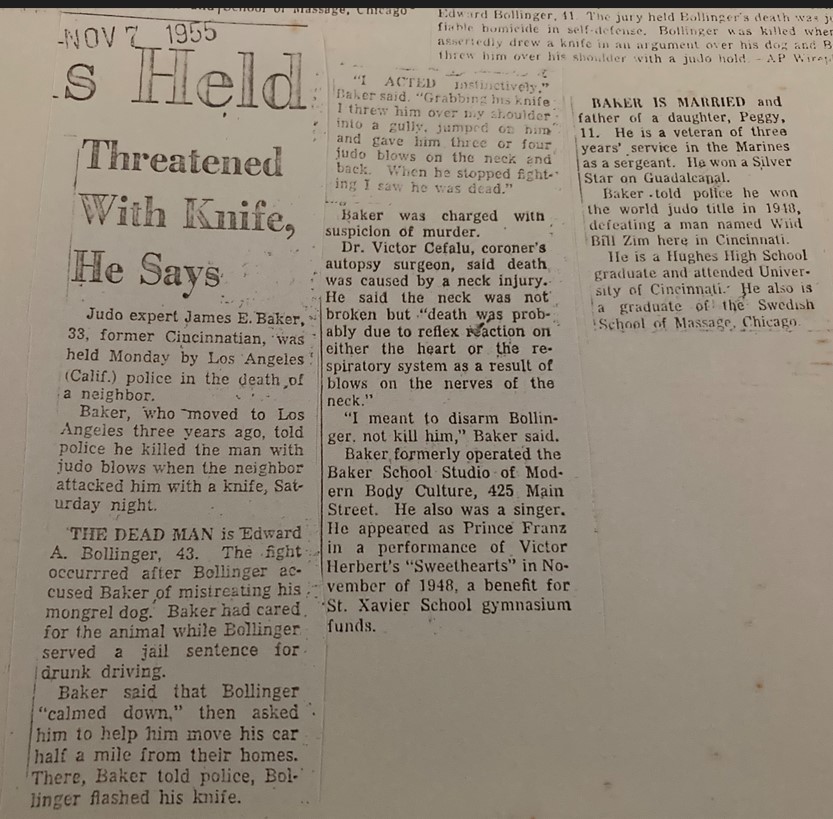 School of Massage, Chicago
Edward Bollinger, 41. The jury held Bollinger's death was
fiable homicide in self-defense. Bollinger was killed
assertedly drew a knife in an argument over his dog and
threw him over his shoulder with a judo hold. - AP
NOV 7 1955
s Held
Threatened
With Knife,
He Says
Judo expert James E. Baker,
33, former Cincinnatian, was
held Monday by Los Angeles
(Calif.) police in the death of
a neighbor.
Baker, who moved to Los
Angeles three years ago, told
police he killed the man with
judo blows when the neighbor
attacked him with a knife, Sat-
urday night.
THE DEAD MAN is Edward
A. Bollinger, 43. The fight
occurrred after Bollinger ac-
cused Baker of mistreating his
mongrel dog. Baker had cared
for the animal while Bollinger
served a jail sentence for
drunk driving.
Baker said that Bollinger
"calmed down," then asked
him to help him move his car
half a mile from their homes.
There, Baker told police, Bol-
linger flashed his knife.
"I ACTED instinctively,"
Baker said. "Grabbing his knife
I threw him over my shoulder
into a gully, jumped on him
and gave him three or four
judo blows on the neck and
back. When he stopped fight-
ing I saw he was dead."
Baker was charged with
suspicion of murder.
Dr. Victor Cefalu, coroner's
autopsy surgeon, said death
was caused by a neck injury.
He said the neck was not
broken but "death was prob-
ably due to reflex reaction on
either the heart or the re-
spiratory system as a result of
blows on the nerves of the
neck."
"I meant to disarm Bollin-
ger, not kill him," Baker said.
Baker formerly operated the
Baker School Studio of Mod-
ern Body Culture, 425 Main
Street. He also was a singer.
He appeared as Prince Franz
in a performance of Victor
Herbert's "Sweethearts" in No-
vember of 1948, a benefit for
St. Xavier School gymnasium
funds.
BAKER IS MARRIED and
father of a daughter, Peggy,
11. He is a veteran of three
years' service in the Marines
as a sergeant. He won a Silver
Star on Guadalcanal.
Baker told police he won
the world judo title in 1948,
defeating a man named Wild
Bill Zim here in Cincinnati.
He is a Hughes High School
graduate and attended Univer-
sity of Cincinnati. He also is
a graduate of the Swedish
School of Massage, Chicago.